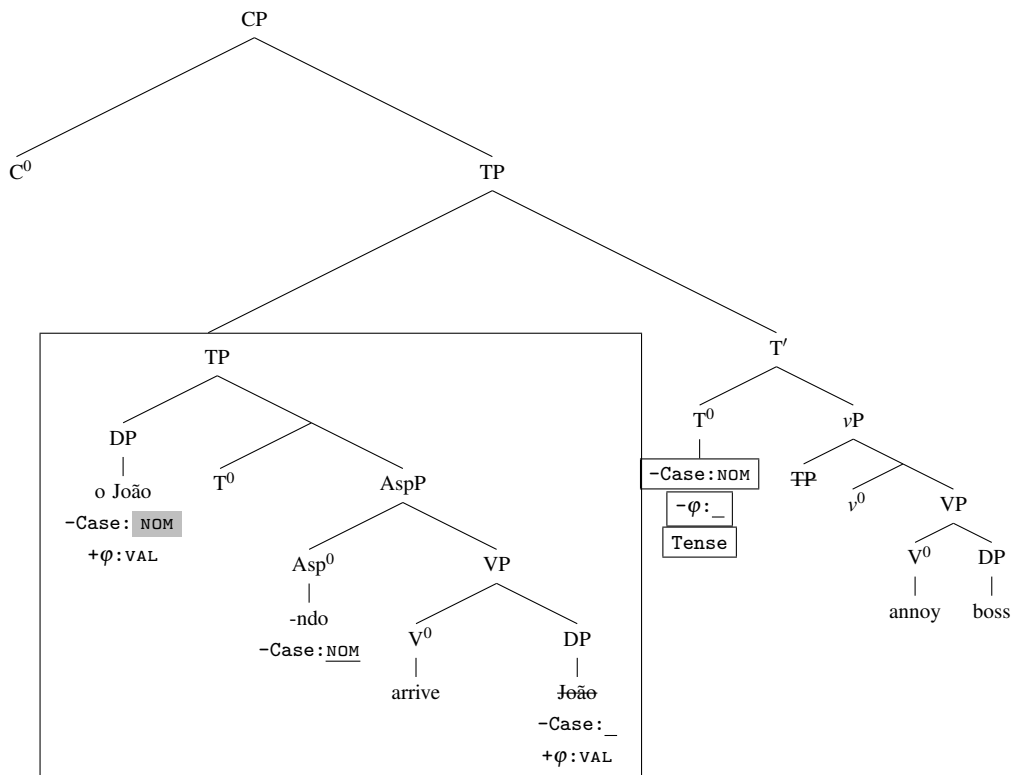 CP
C⁰ TP
TP T′
DP T⁰ vP
o João T⁰ AspP -Case:NOM TP
-Case: NOM -φ:_ v⁰ VP
+φ:VAL Asp⁰ VP Tense V⁰ DP
-ndo annoy boss
-Case:NOM V⁰ DP
arrive João
-Case:_
+φ:VAL